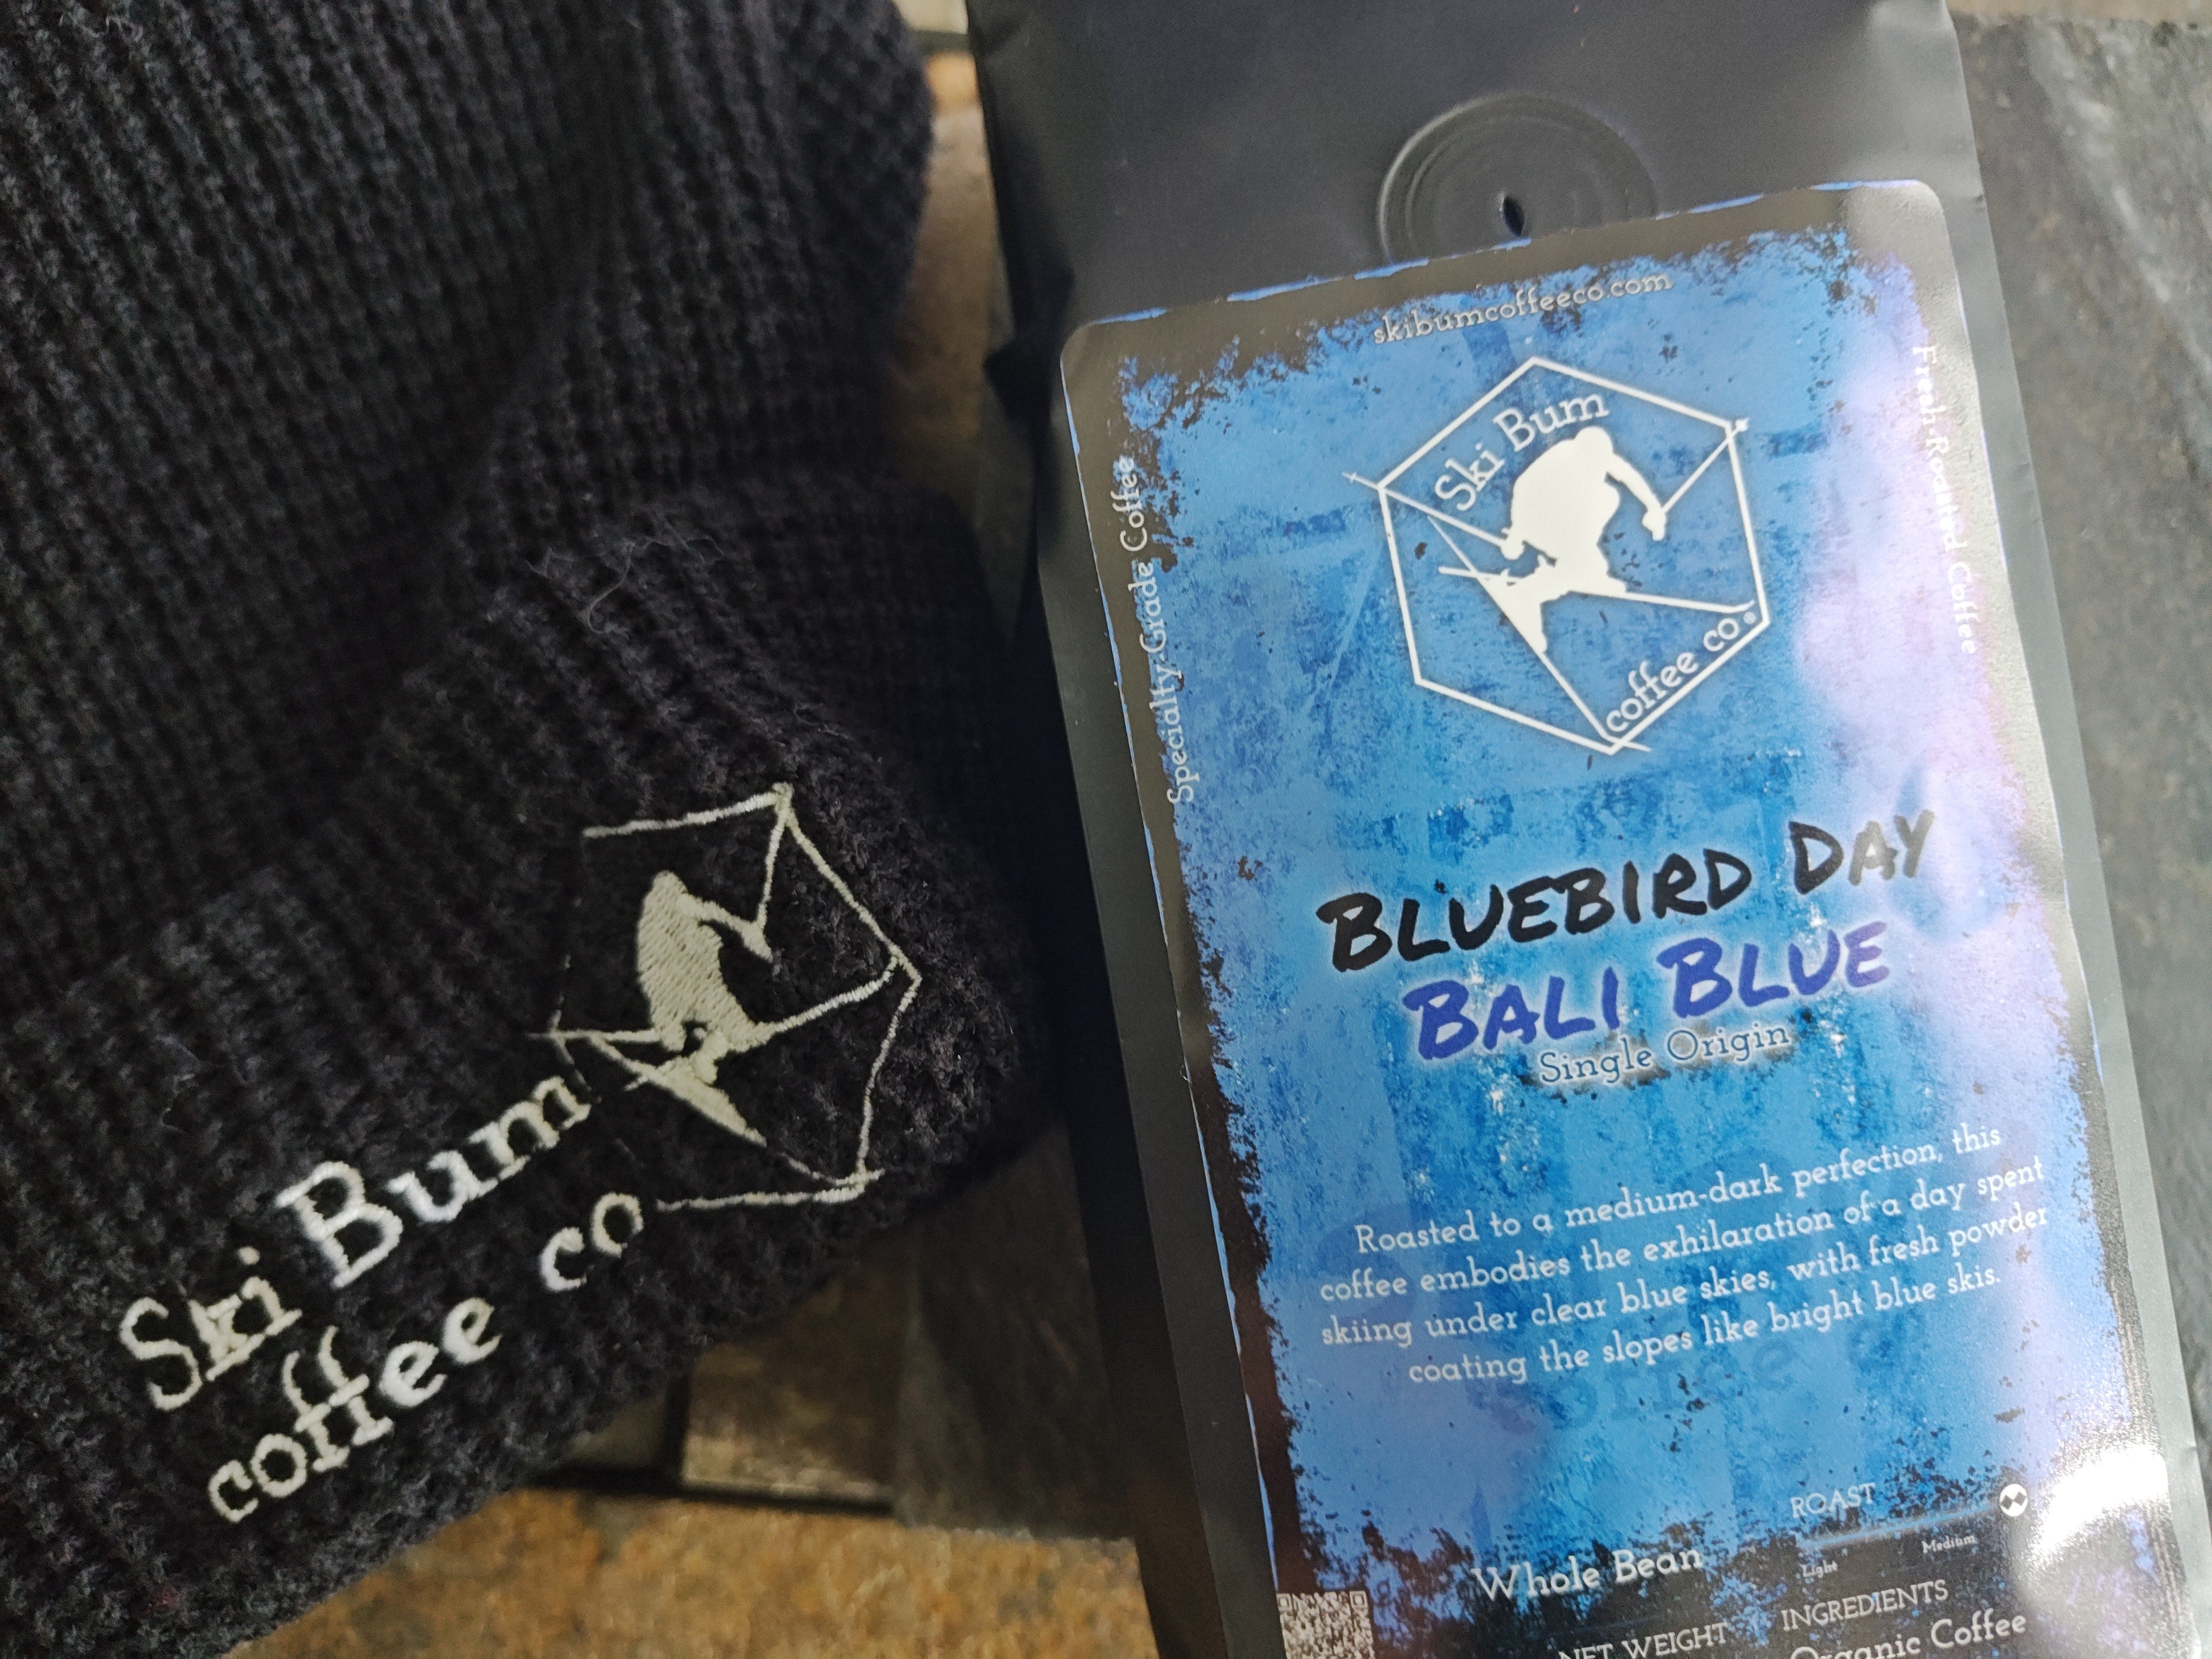 Ski Bum
coffee co
skibumcoffeeco.com
Specialty Grade Coffee
Fresh Roasted Coffee
Ski Bum
coffee co®
BLUEBIRD DAY
BALI BLUE
Single Origin
Roasted to a medium-dark perfection, this
coffee embodies the exhilaration of a day spent
skiing under clear blue skies, with fresh powder
coating the slopes like bright blue skis.
ROAST
Light
Medium
Whole Bean
NET WEIGHT
INGREDIENTS
Organic Coffee